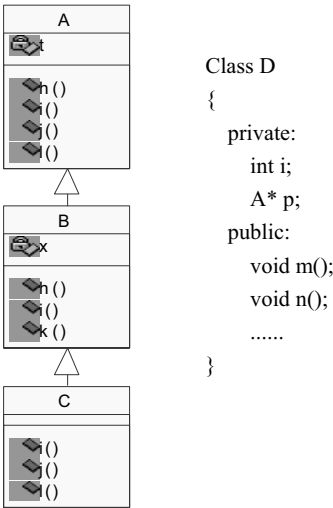 A
t
h ( )
i ( )
j ( )
l ( )
B
x
h ( )
i ( )
k ( )
C
i ( )
j ( )
l ( )
Class D
{
private:
int i;
A* p;
public:
void m();
void n();
......
}